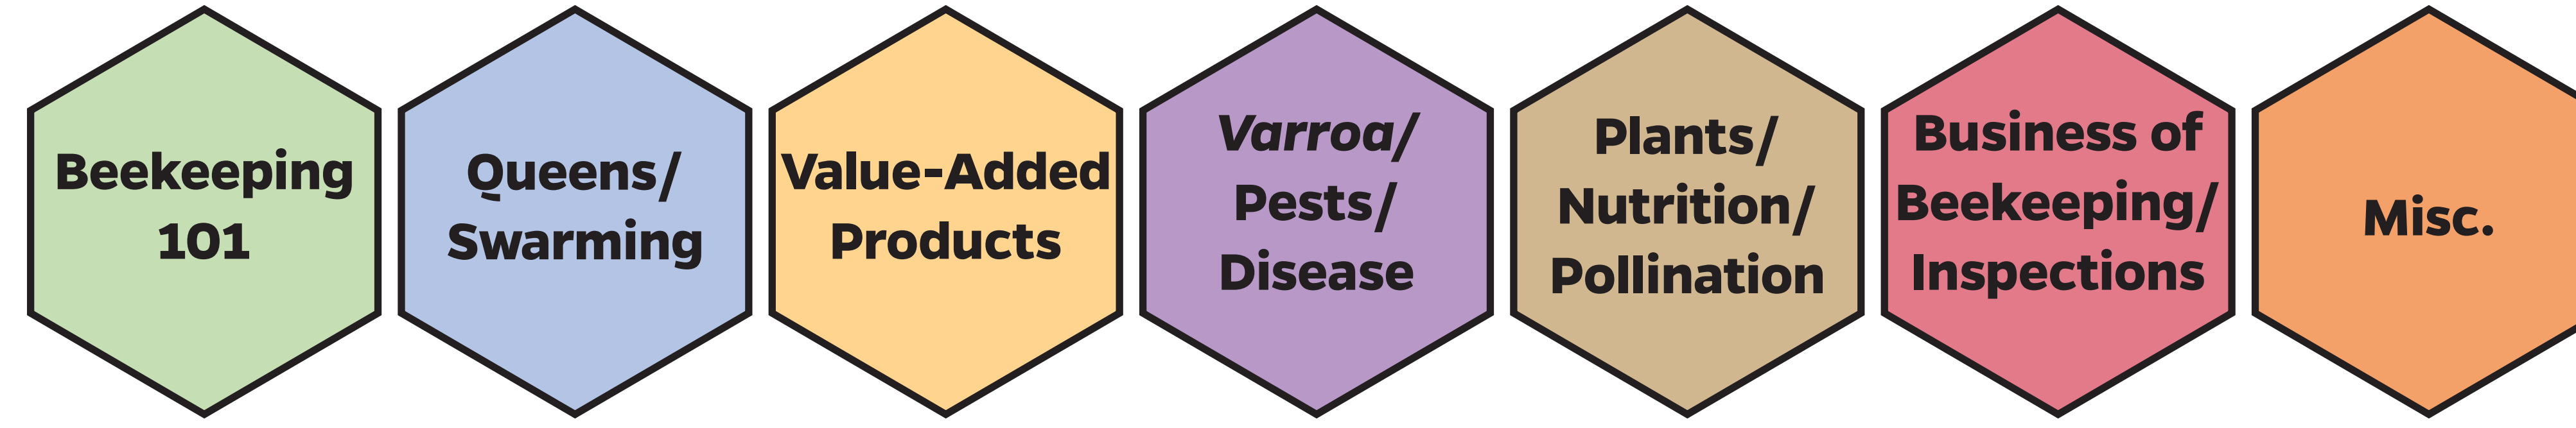 Beekeeping
101
Queens/
Swarming
Value-Added
Products
Varroa/
Pests/
Disease
Plants/
Nutrition/
Pollination
Business of
Beekeeping/
Inspections
Misc.